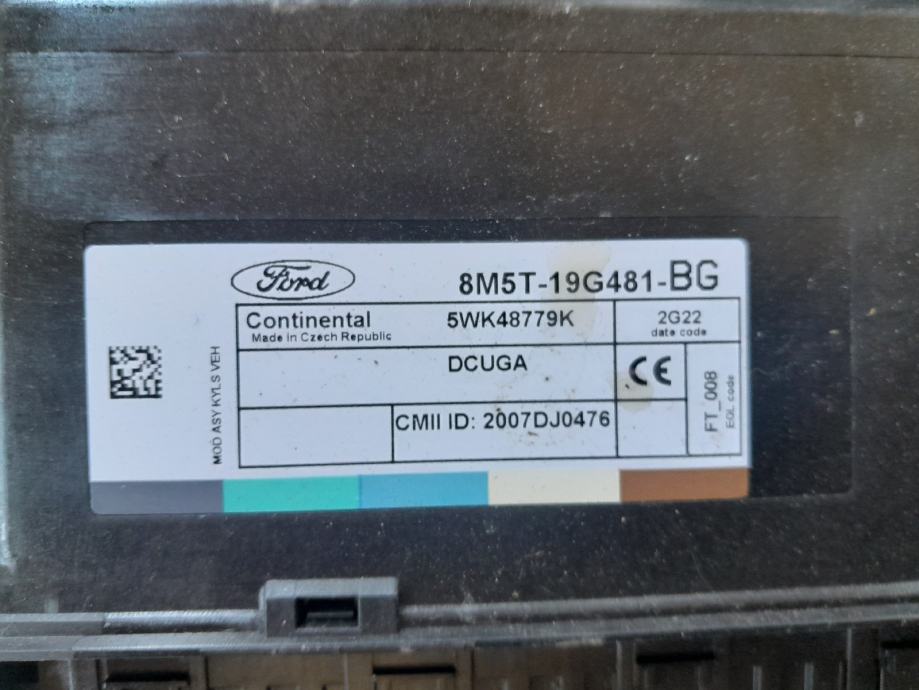 Ford
8M5T-19G481-BG
Continental
Made in Czech Republic
5WK48779K
2G22
date code
DCUGA
CE
FT_008
EOL code
CMII ID: 2007DJ0476
MOD ASY KYLS VEH